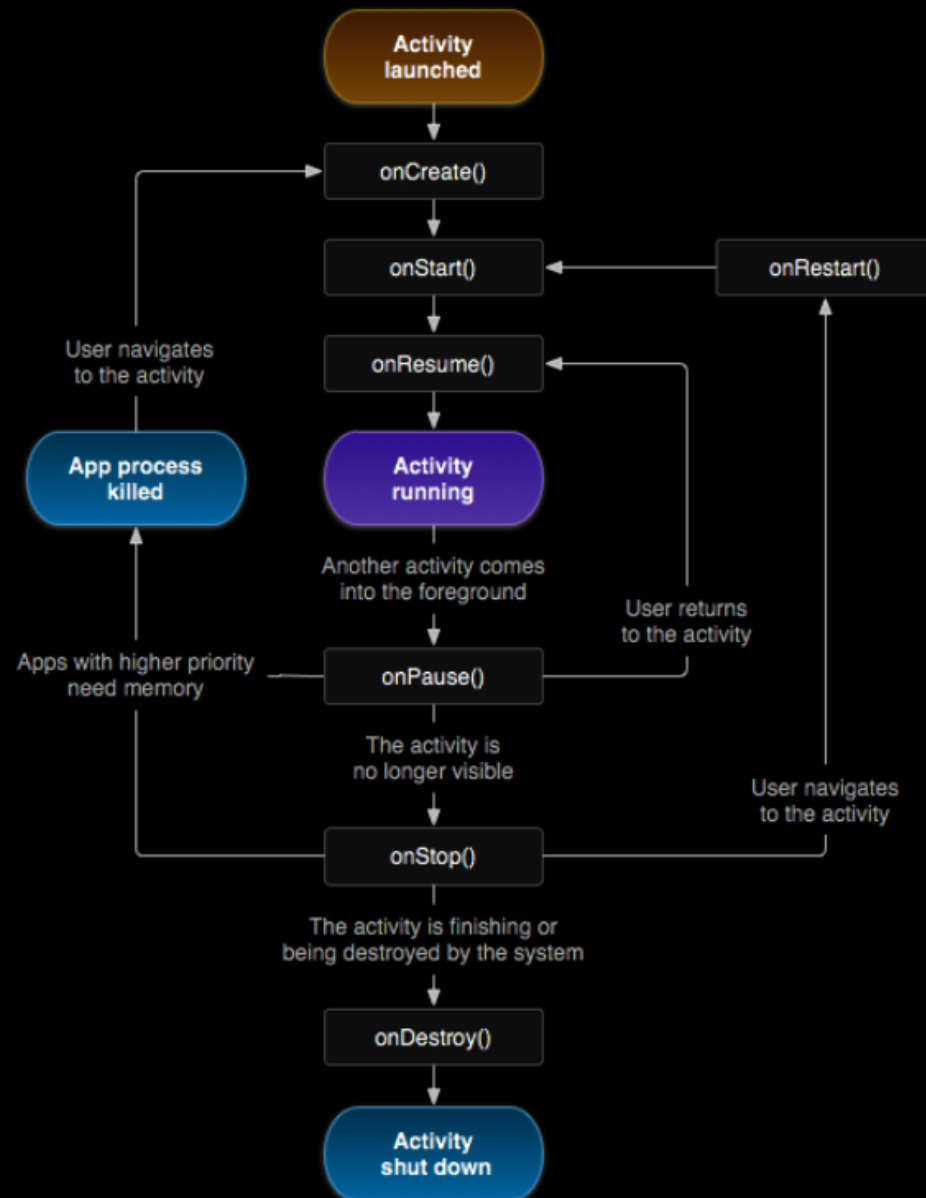 Activity
launched
onCreate()
onStart()
onRestart()
onResume()
User navigates
to the activity
App process
killed
Activity
running
Another activity comes
into the foreground
User returns
to the activity
Apps with higher priority
need memory
onPause()
The activity is
no longer visible
User navigates
to the activity
onStop()
The activity is finishing or
being destroyed by the system
onDestroy()
Activity
shut down